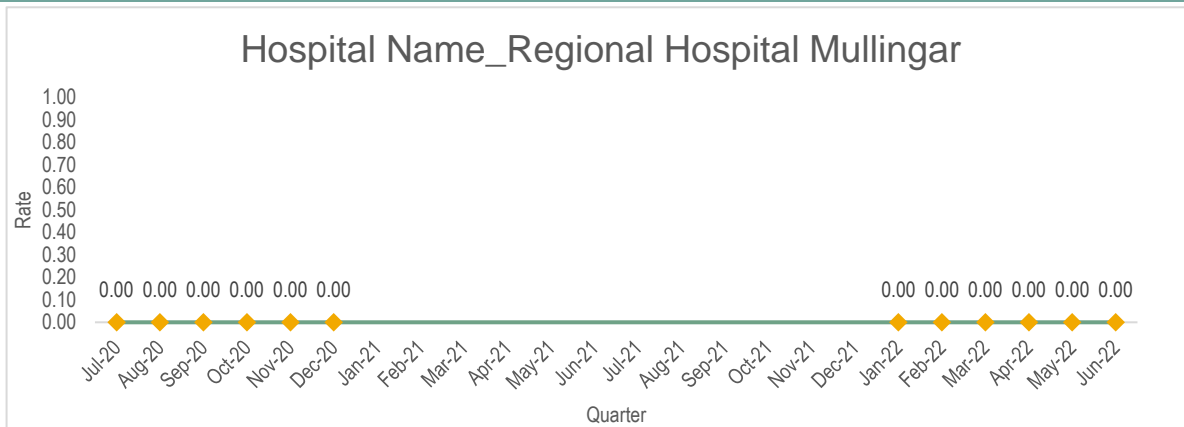 Hospital Name_Regional Hospital Mullingar
1.00
0.90
0.80
0.70
0.60
0.50
0.40
0.30
0.20
0.10
0.00
Rate
0.00 0.00 0.00 0.00 0.00 0.00 0.00 0.00 0.00 0.00 0.00 0.00
Jul-20 Aug-20 Sep-20 Oct-20 Nov-20 Dec-20 Jan-21 Feb-21 Mar-21 Apr-21 May-21 Jun-21 Jul-21 Aug-21 Sep-21 Oct-21 Nov-21 Dec-21 Jan-22 Feb-22 Mar-22 Apr-22 May-22 Jun-22
Quarter